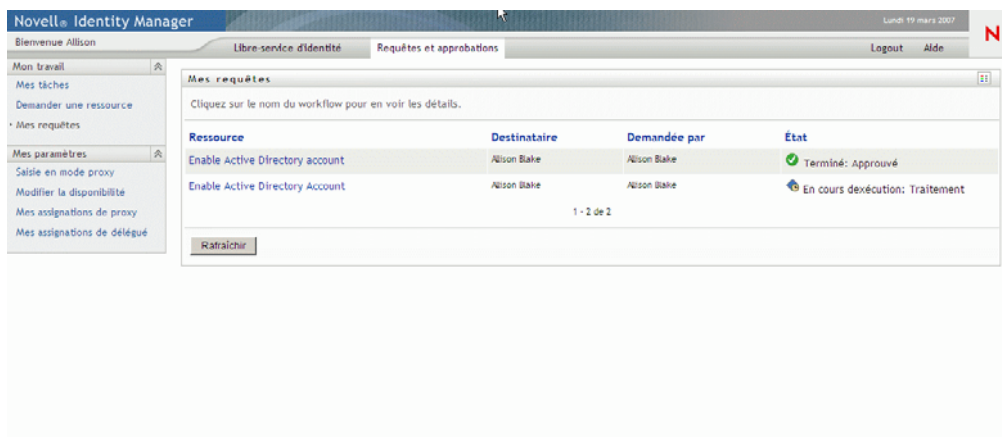 Novell® Identity Manager
Lundi 19 mars 2007
N
Bienvenue Allison
Libre-service d'identité
Requêtes et approbations
Logout
Aide
Mon travail
Mes tâches
Demander une ressource
Mes requêtes
Mes paramètres
Saisie en mode proxy
Modifier la disponibilité
Mes assignations de proxy
Mes assignations de délégué
Mes requêtes
Cliquez sur le nom du workflow pour en voir les détails.
Ressource Destinataire Demandée par État
Enable Active Directory account Allison Blake Allison Blake Terminé: Approuvé
Enable Active Directory Account Allison Blake Allison Blake En cours dexécution: Traitement
1 - 2 de 2
Rafraîchir